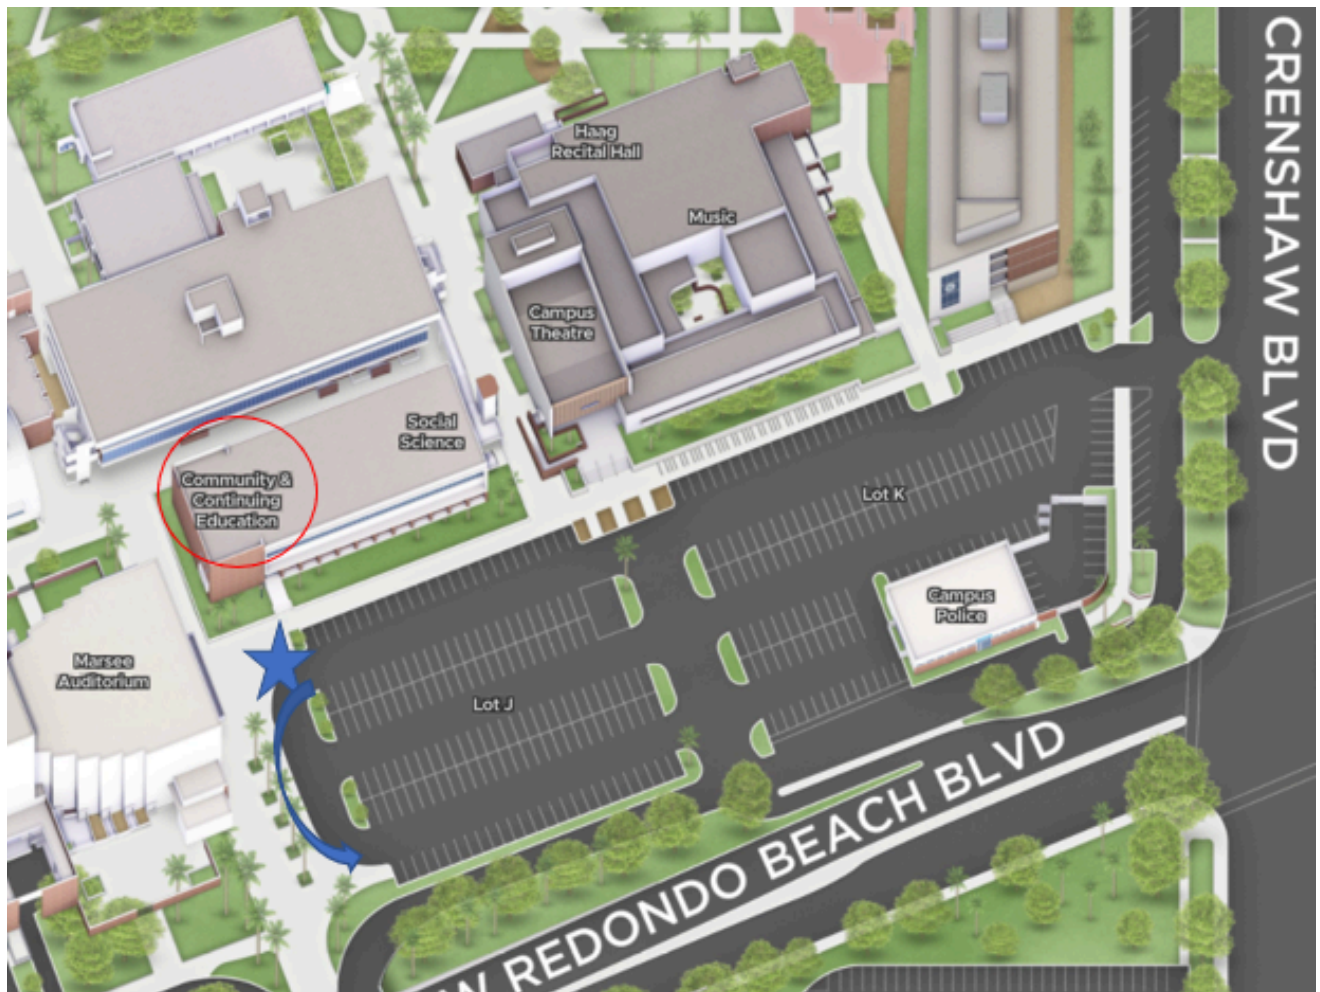 CRENSHAW BLVD
Haag
Recital Hall
Music
Campus
Theatre
Social
Science
Community &
Continuing
Education
Lot K
Campus
Police
Marsee
Auditorium
Lot J
W REDONDO BEACH BLVD